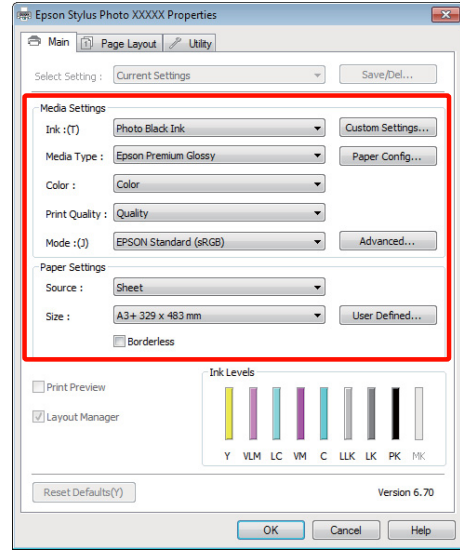 Epson Stylus Photo XXXXX Properties
Main Page Layout Utility
Select Setting : Current Settings Save/Del...
Media Settings
Ink :(T) Photo Black Ink Custom Settings...
Media Type : Epson Premium Glossy Paper Config...
Color : Color
Print Quality : Quality
Mode :(J) EPSON Standard (sRGB) Advanced...
Paper Settings
Source : Sheet
Size : A3+ 329 x 483 mm User Defined...
Borderless
Ink Levels
Print Preview
Layout Manager
Y VLM LC VM C LLK LK PK MK
Reset Defaults(Y) Version 6.70
OK Cancel Help